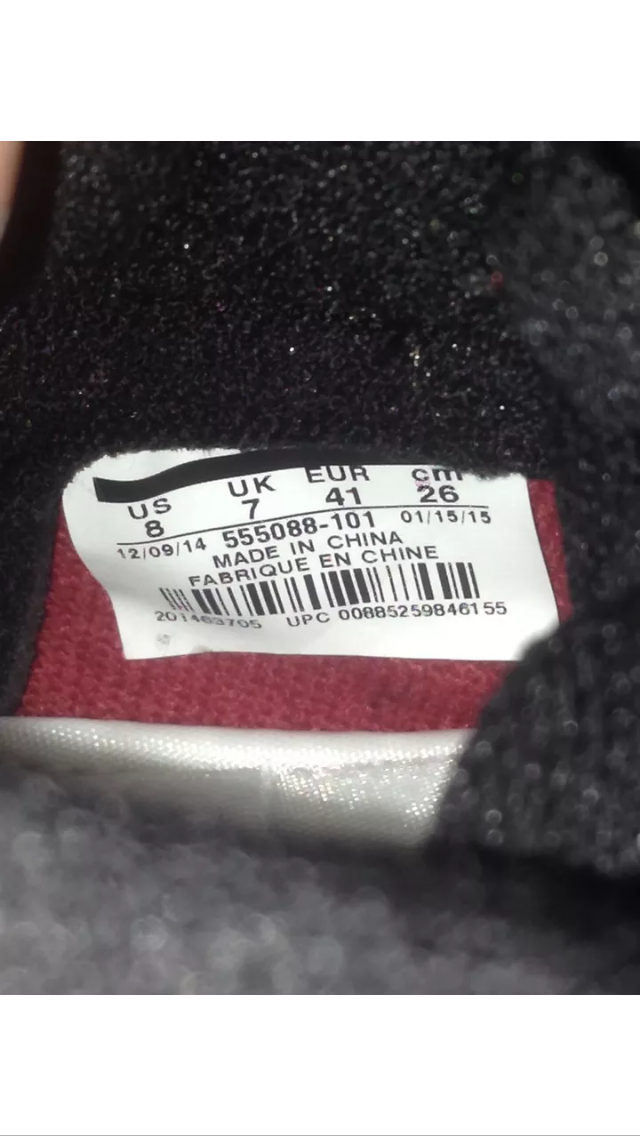 US UK EUR cm
8 7 41 26
12/09/14 555088-101 01/15/15
MADE IN CHINA
FABRIQUE EN CHINE
UPC 00885259846155